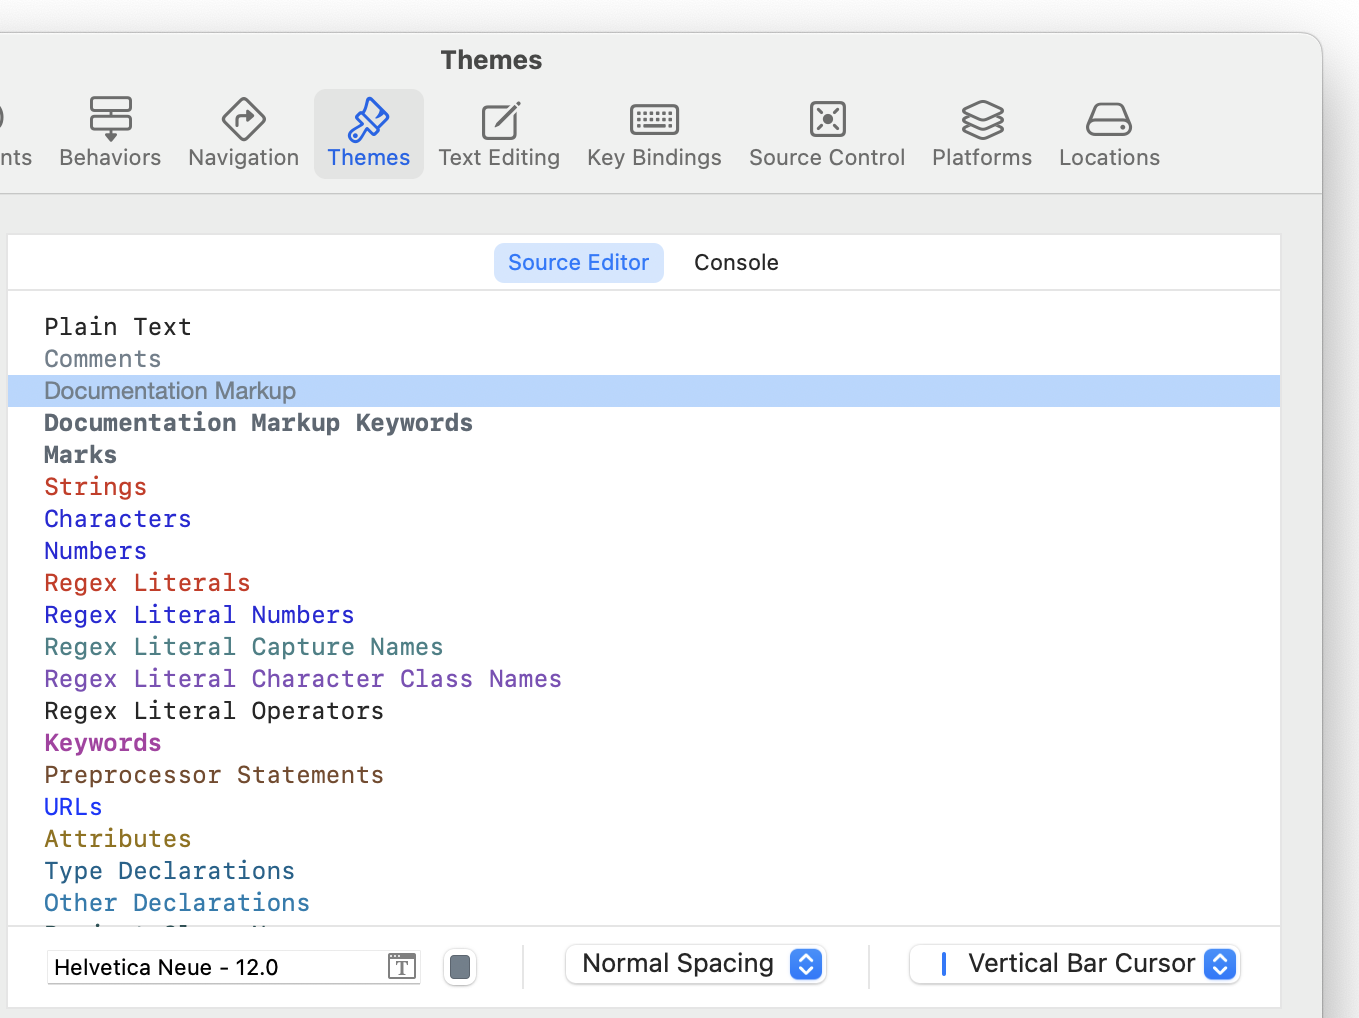 Themes
nts Behaviors Navigation Themes Text Editing Key Bindings Source Control Platforms Locations
Source Editor Console
Plain Text
Comments
Documentation Markup
Documentation Markup Keywords
Marks
Strings
Characters
Numbers
Regex Literals
Regex Literal Numbers
Regex Literal Capture Names
Regex Literal Character Class Names
Regex Literal Operators
Keywords
Preprocessor Statements
URLs
Attributes
Type Declarations
Other Declarations
Helvetica Neue - 12.0 T Normal Spacing Vertical Bar Cursor